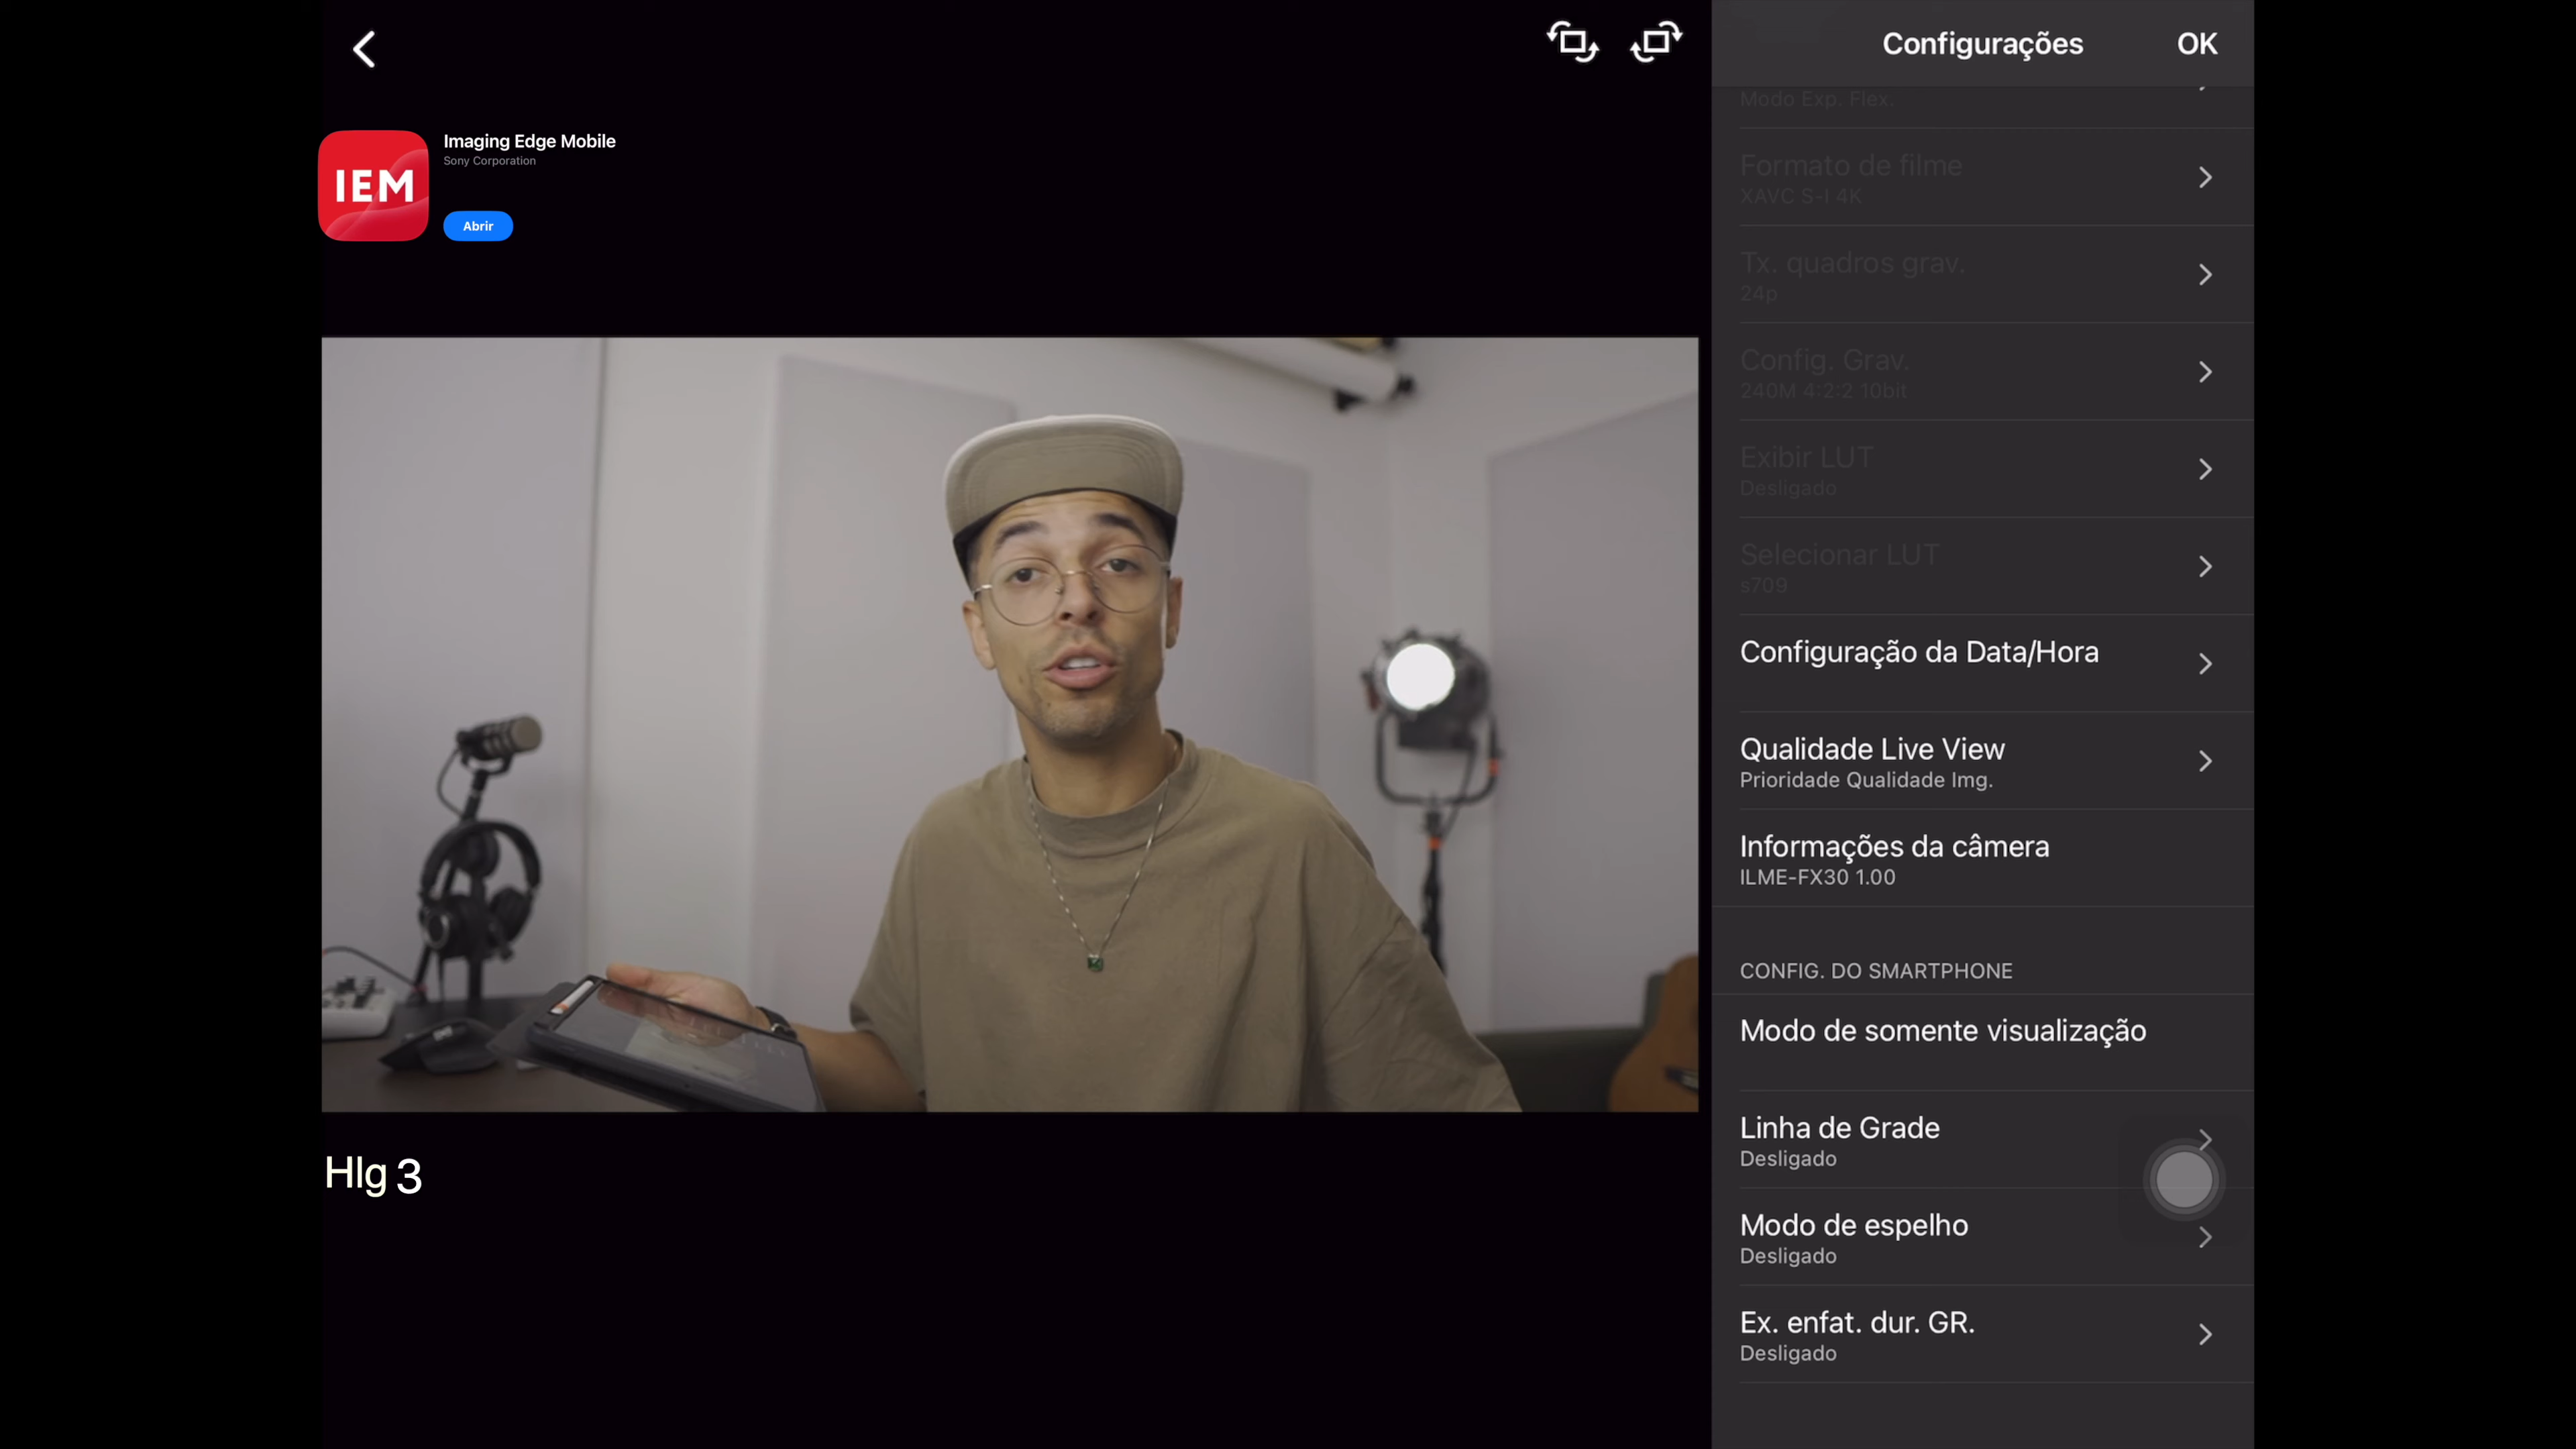 Configurações
OK
Imaging Edge Mobile
Sony Corporation
IEM
Abrir
Modo Exp. Fléx.
Formato de filme
XAVC S-I 4K
Tx. quadros grav.
24p
Config. Grav.
240M 4:2:2 10bit
Exibir LUT
Desligado
Selecionar LUT
s709
Configuração da Data/Hora
Qualidade Live View
Prioridade Qualidade Img.
Informações da câmera
ILME-FX30 1.00
CONFIG. DO SMARTPHONE
Modo de somente visualização
Linha de Grade
Desligado
Modo de espelho
Desligado
Ex. enfat. dur. GR.
Desligado
Hlg 3